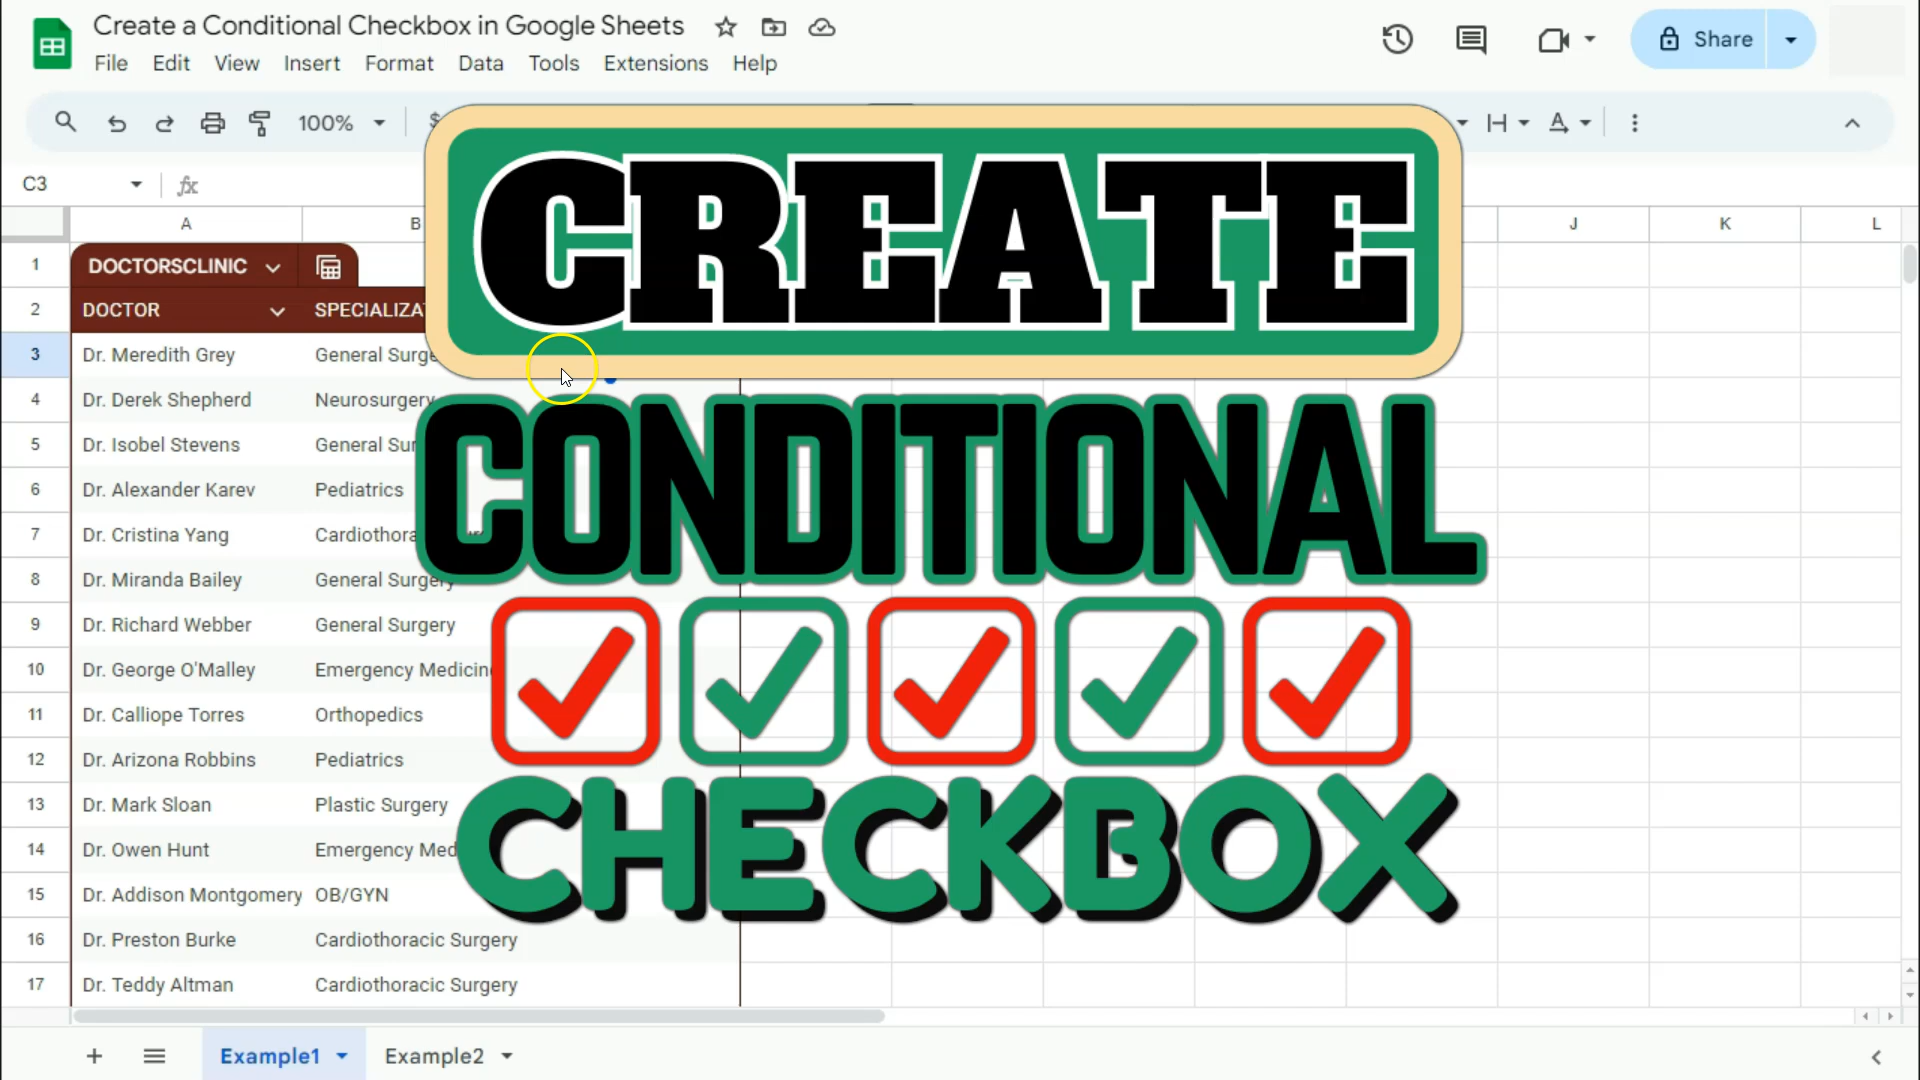 Create a Conditional Checkbox in Google Sheets
File Edit View Insert Format Data Tools Extensions Help
Share
100% $
C3 fx
A B J K L
1 DOCTORSCLINIC
2 DOCTOR SPECIALIZAT
3 Dr. Meredith Grey General Surge
4 Dr. Derek Shepherd Neurosurgery
5 Dr. Isobel Stevens General Sur
6 Dr. Alexander Karev Pediatrics
7 Dr. Cristina Yang Cardiothora
8 Dr. Miranda Bailey General Surgery
9 Dr. Richard Webber General Surgery
10 Dr. George O'Malley Emergency Medicin
11 Dr. Calliope Torres Orthopedics
12 Dr. Arizona Robbins Pediatrics
13 Dr. Mark Sloan Plastic Surgery
14 Dr. Owen Hunt Emergency Med
15 Dr. Addison Montgomery OB/GYN
16 Dr. Preston Burke Cardiothoracic Surgery
17 Dr. Teddy Altman Cardiothoracic Surgery
CREATE
CONDITIONAL
CHECKBOX
Example1 Example2